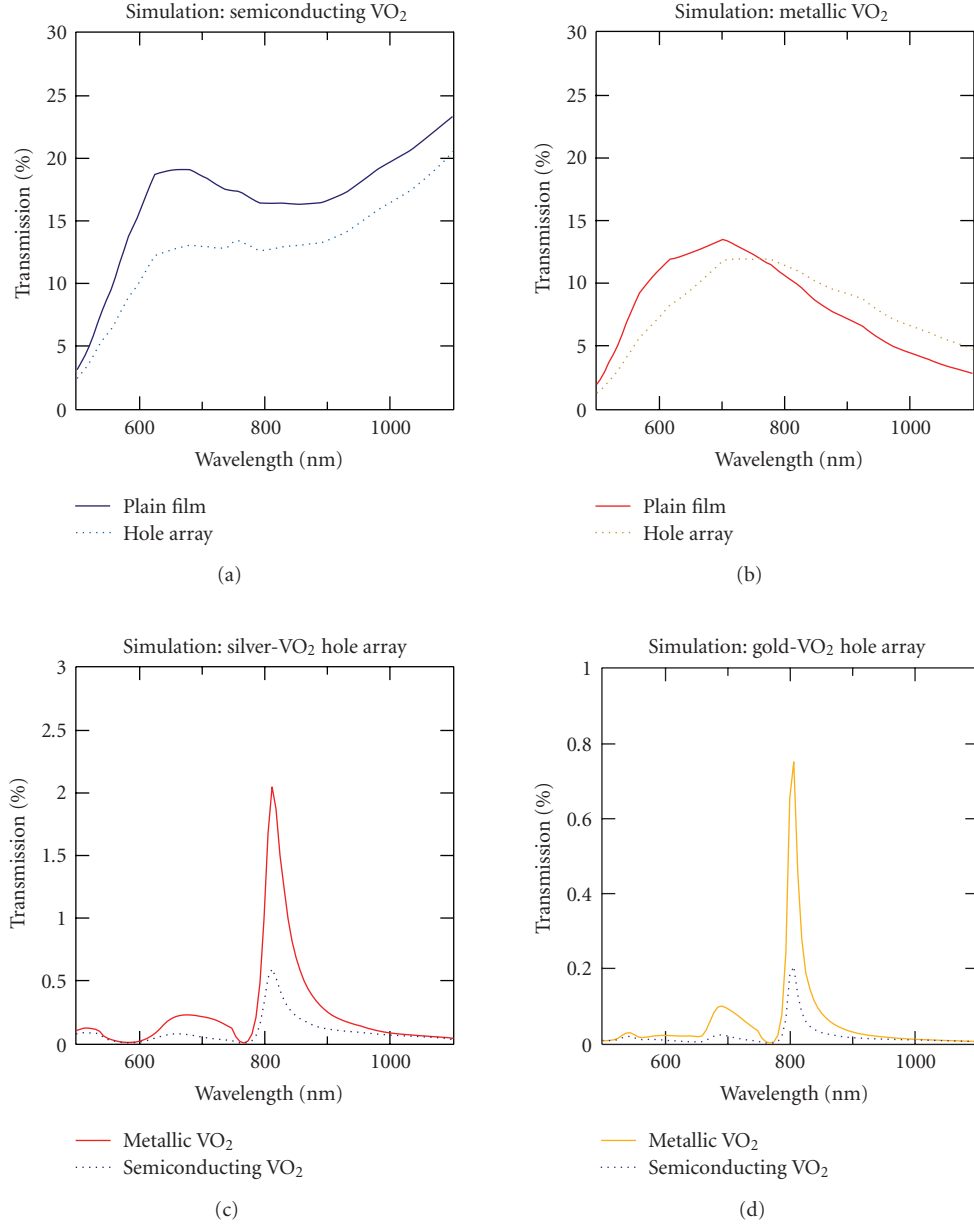 Simulation: semiconducting VO₂
30
25
20
15
10
5
0
Transmission (%)
600
800
1000
Wavelength (nm)
Plain film
Hole array
(a)
Simulation: metallic VO₂
30
25
20
15
10
5
0
Transmission (%)
600
800
1000
Wavelength (nm)
Plain film
Hole array
(b)
Simulation: silver-VO₂ hole array
3
2.5
2
1.5
1
0.5
0
Transmission (%)
600
800
1000
Wavelength (nm)
Metallic VO₂
Semiconducting VO₂
(c)
Simulation: gold-VO₂ hole array
1
0.8
0.6
0.4
0.2
0
Transmission (%)
600
800
1000
Wavelength (nm)
Metallic VO₂
Semiconducting VO₂
(d)